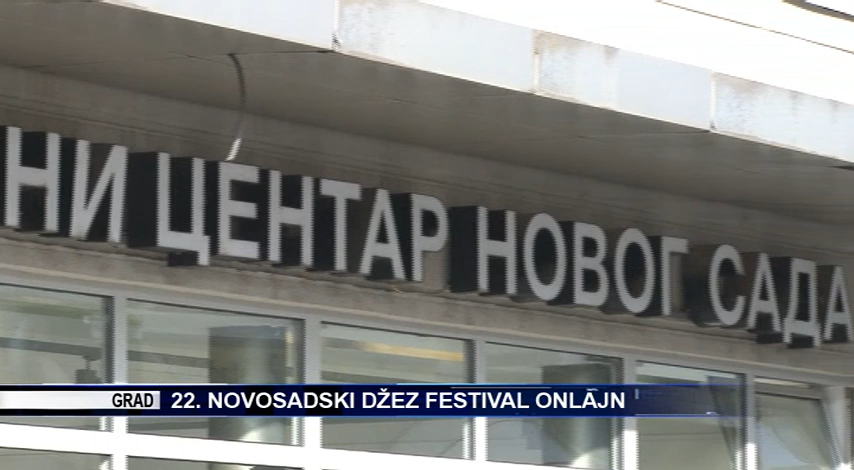 НИ ЦЕНТАР НОВОГ САДА
GRAD 22. NOVOSADSKI DŽEZ FESTIVAL ONLAJN